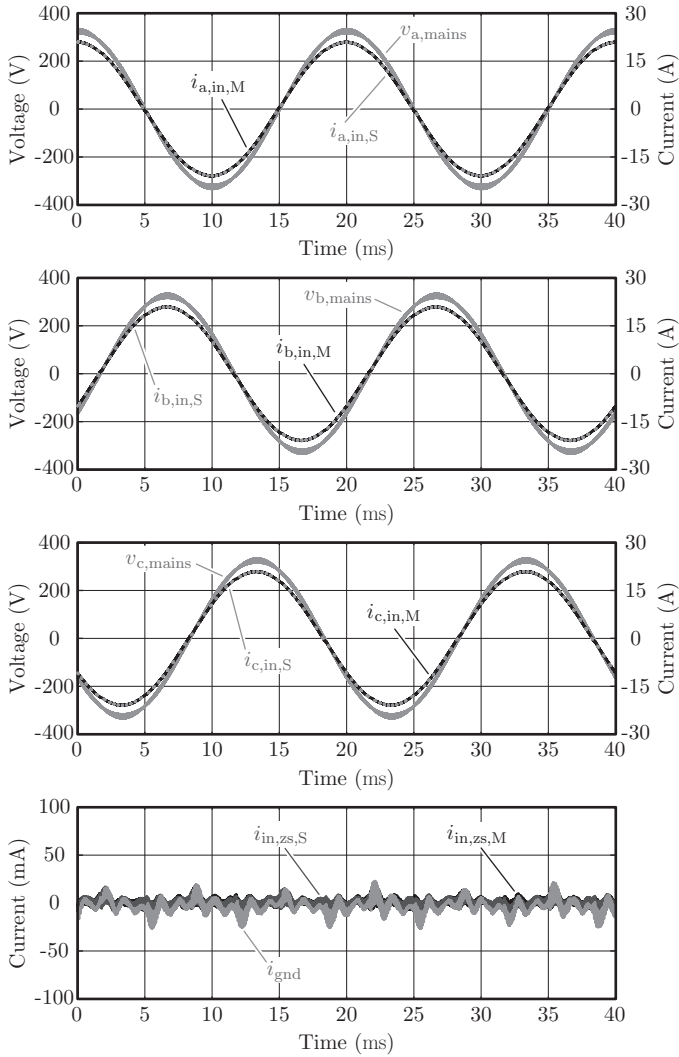 400 30
v_a,mains
200 15
i_a,in,M
Voltage (V) 0 0 Current (A)
i_a,in,S
-200 -15
-400 -30
0 5 10 15 20 25 30 35 40
Time (ms)
400 30
v_b,mains
200 15
i_b,in,M
Voltage (V) 0 0 Current (A)
i_b,in,S
-200 -15
-400 -30
0 5 10 15 20 25 30 35 40
Time (ms)
400 30
v_c,mains
200 15
i_c,in,M
Voltage (V) 0 0 Current (A)
i_c,in,S
-200 -15
-400 -30
0 5 10 15 20 25 30 35 40
Time (ms)
100
i_in,zs,S i_in,zs,M
50
Current (mA) 0
-50
i_gnd
-100
0 5 10 15 20 25 30 35 40
Time (ms)